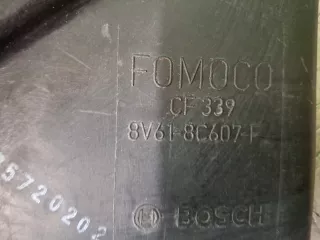 FOMOCO
CF 339
8V61-8C607-F
5720202
BOSCH